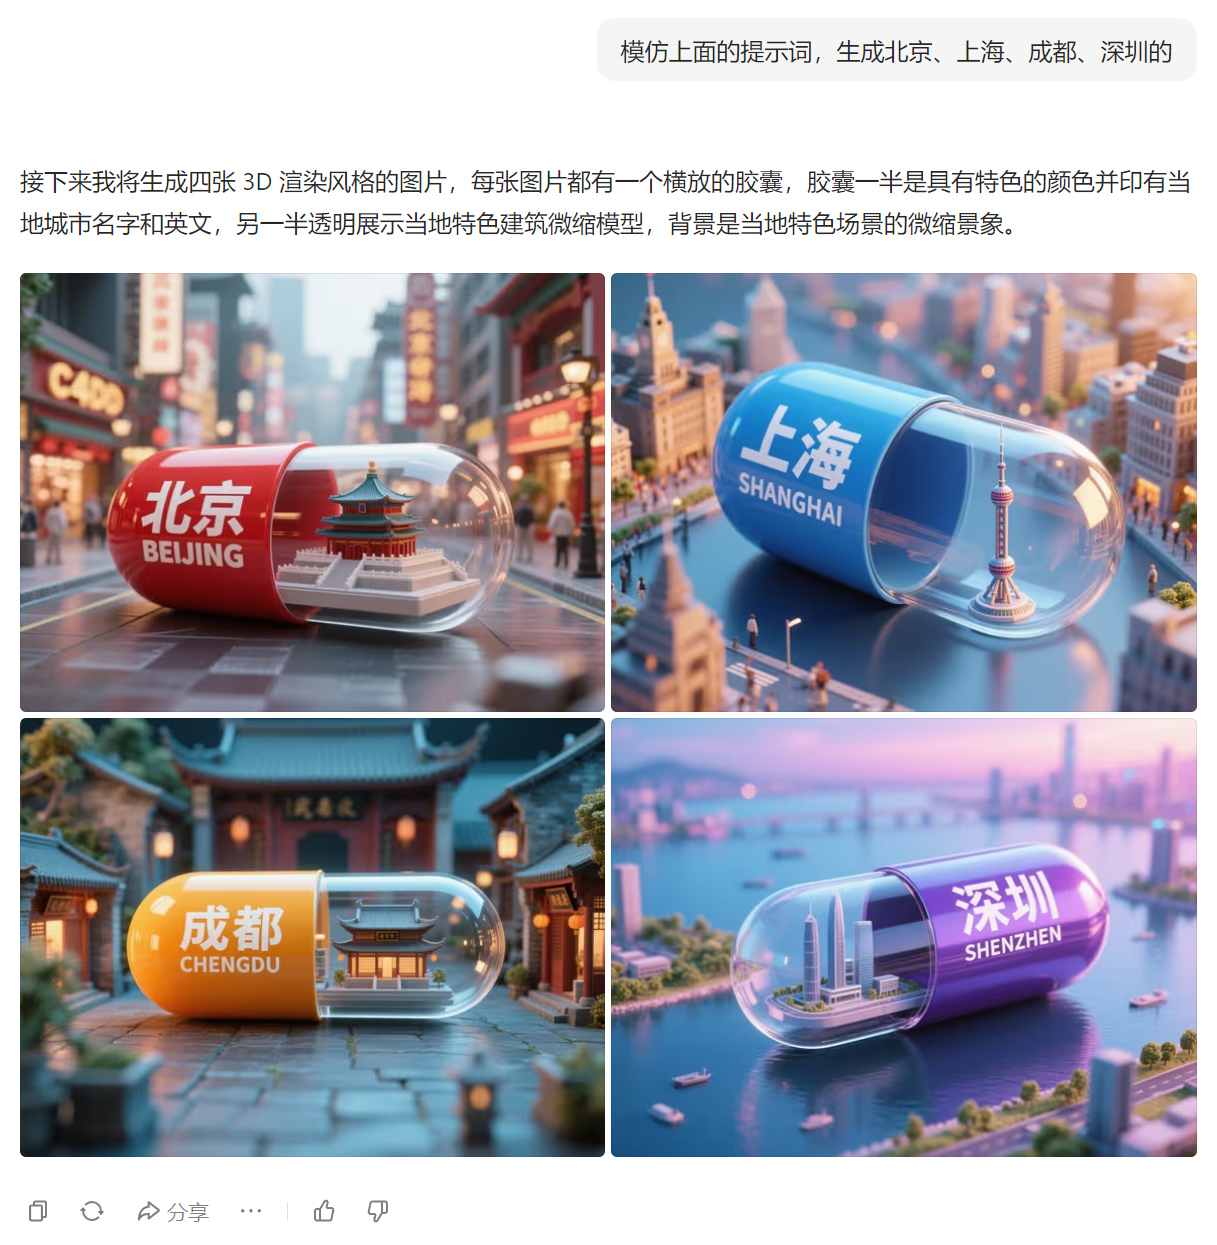 模仿上面的提示词，生成北京、上海、成都、深圳的
接下来我将生成四张 3D 渲染风格的图片，每张图片都有一个横放的胶囊，胶囊一半是具有特色的颜色并印有当
地城市名字和英文，另一半透明展示当地特色建筑微缩模型，背景是当地特色场景的微缩景象。
北京
BEIJING
上海
SHANGHAI
成都
CHENGDU
深圳
SHENZHEN
分享